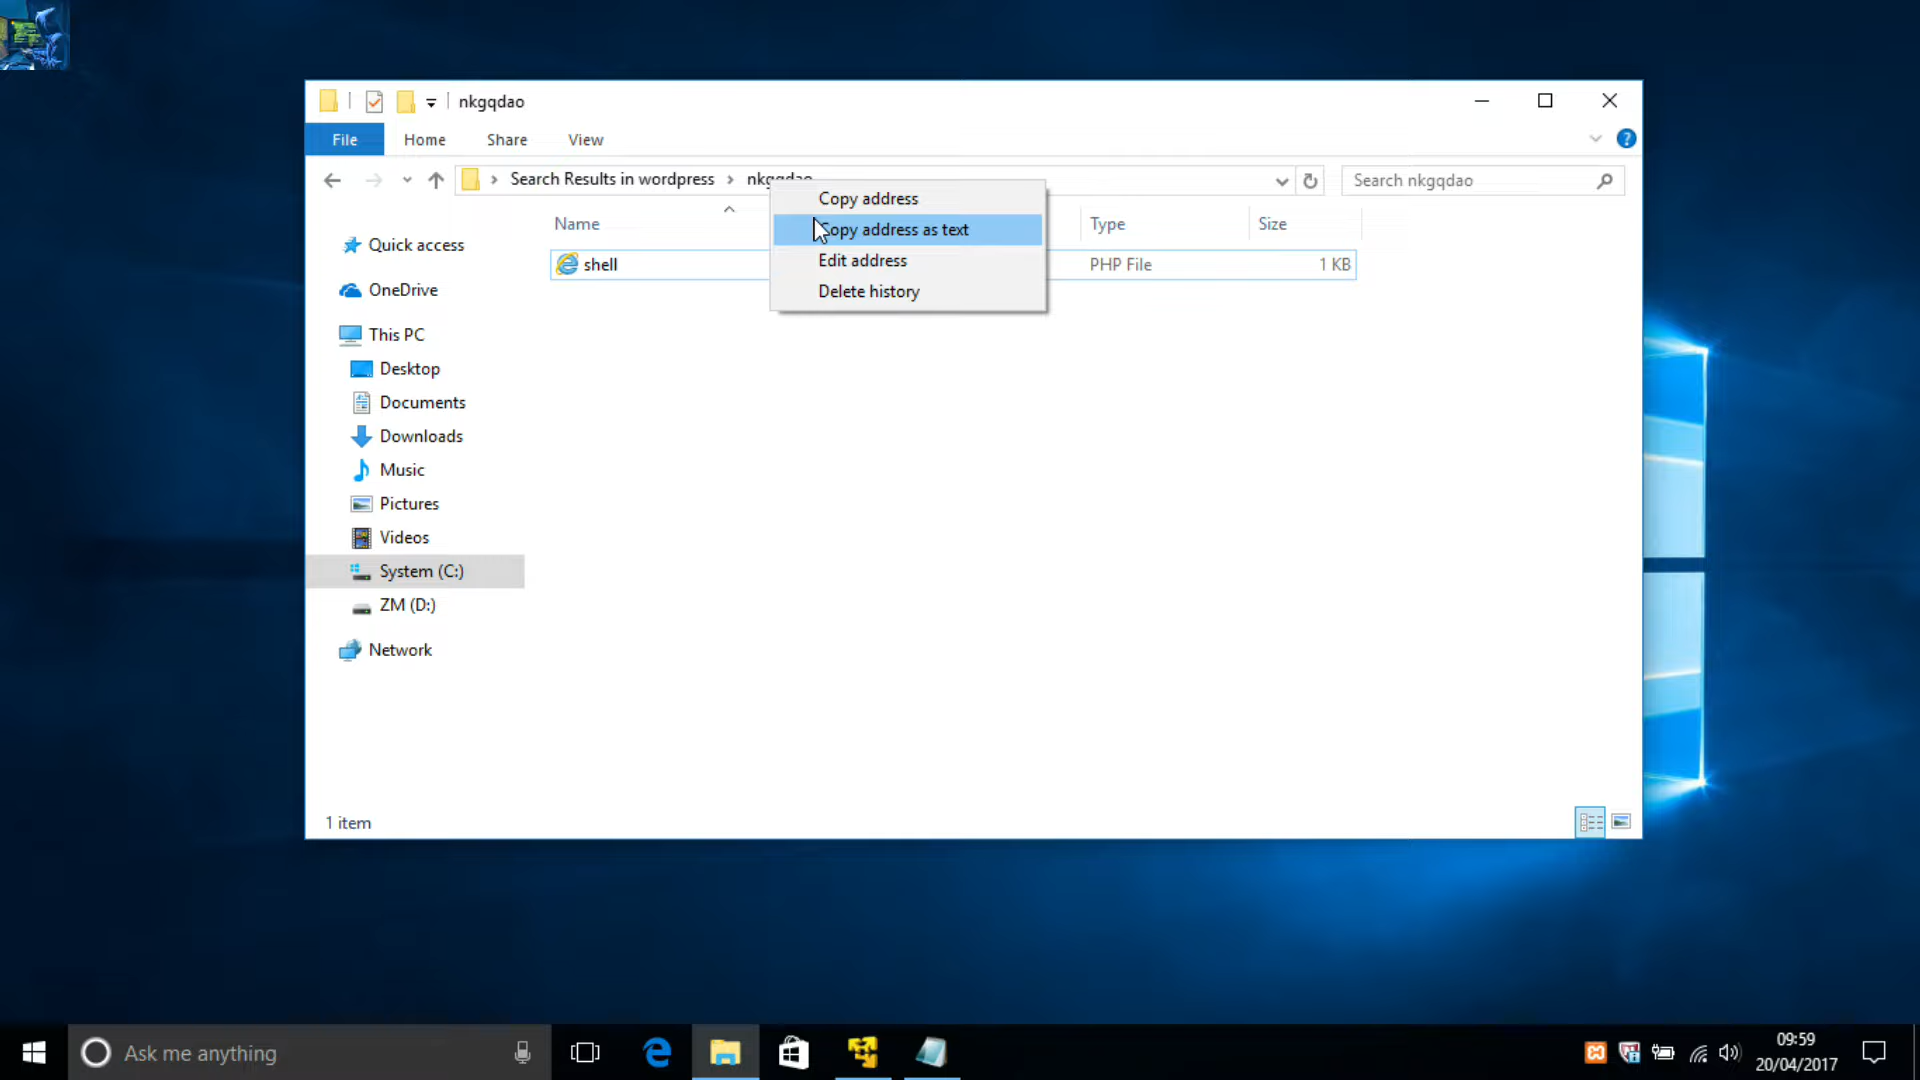 nkgqdao
File Home Share View
Search Results in wordpress
Search nkgqdao
Copy address
Copy address as text
Edit address
Delete history
Name Type Size
shell PHP File 1 KB
Quick access
OneDrive
This PC
Desktop
Documents
Downloads
Music
Pictures
Videos
System (C:)
ZM (D:)
Network
1 item
Ask me anything
09:59
20/04/2017